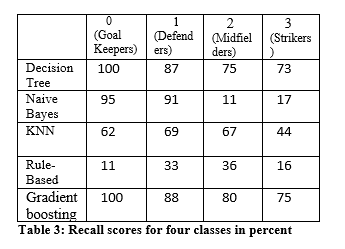 0 1 2 3
(Goal (Defend (Midfiel (Strikers
Keepers) ers) ders) )
Decision 100 87 75 73
Tree
Naive 95 91 11 17
Bayes
KNN 62 69 67 44
Rule- 11 33 36 16
Based
Gradient 100 88 80 75
boosting
Table 3: Recall scores for four classes in percent